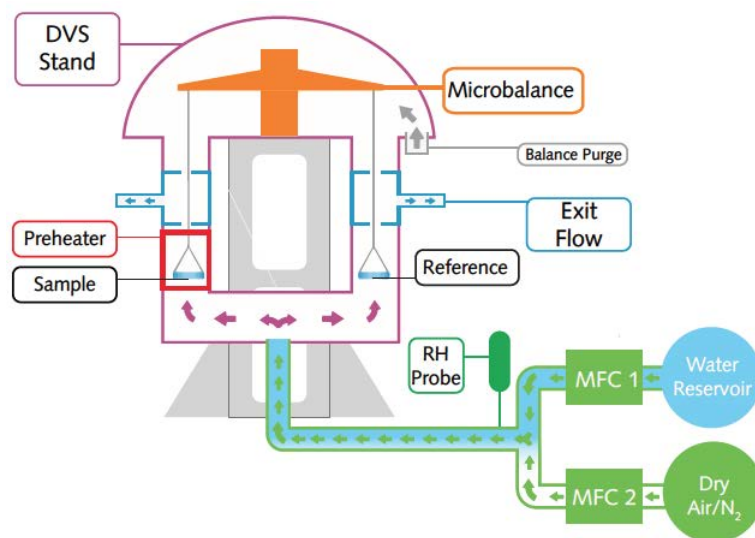 DVS
Stand
Microbalance
Balance Purge
Preheater
Exit
Flow
Sample
Reference
RH
Probe
MFC 1
Water
Reservoir
MFC 2
Dry
Air/N₂